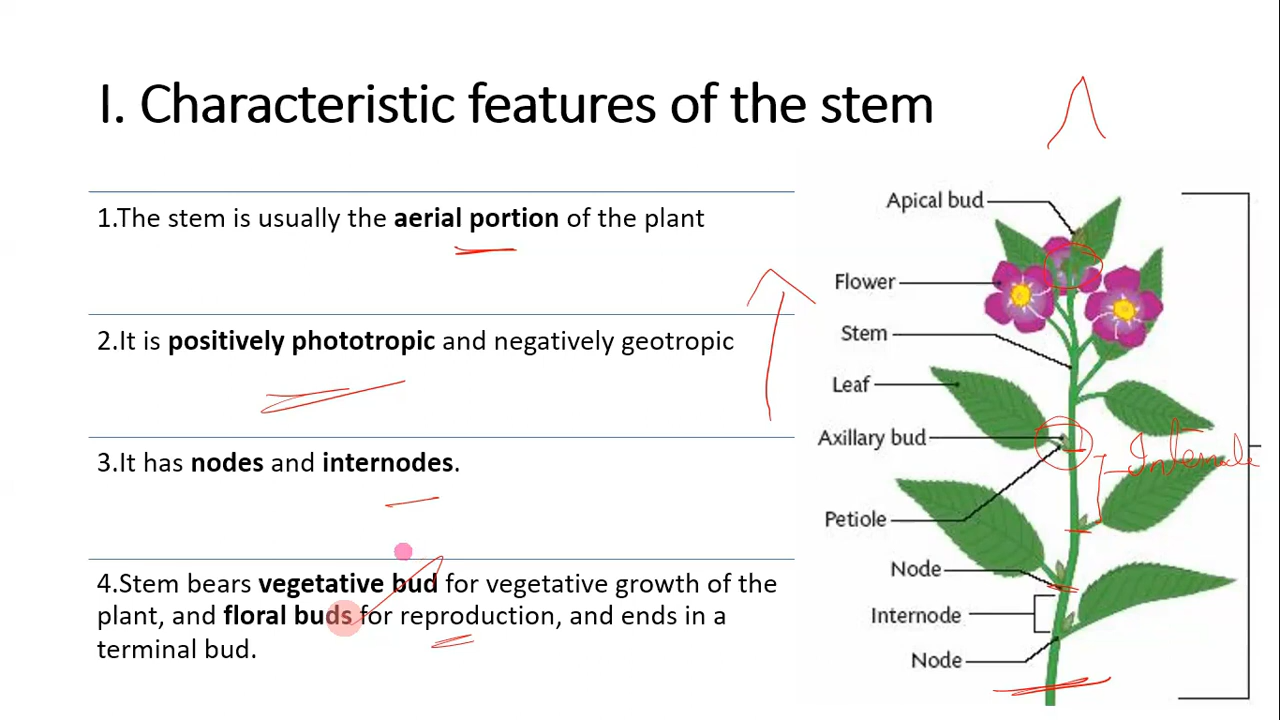 I. Characteristic features of the stem
1.The stem is usually the aerial portion of the plant
2.It is positively phototropic and negatively geotropic
3.It has nodes and internodes.
4.Stem bears vegetative bud for vegetative growth of the
plant, and floral buds for reproduction, and ends in a
terminal bud.
Apical bud
Flower
Stem
Leaf
Axillary bud
Internode
Petiole
Node
Internode
Node